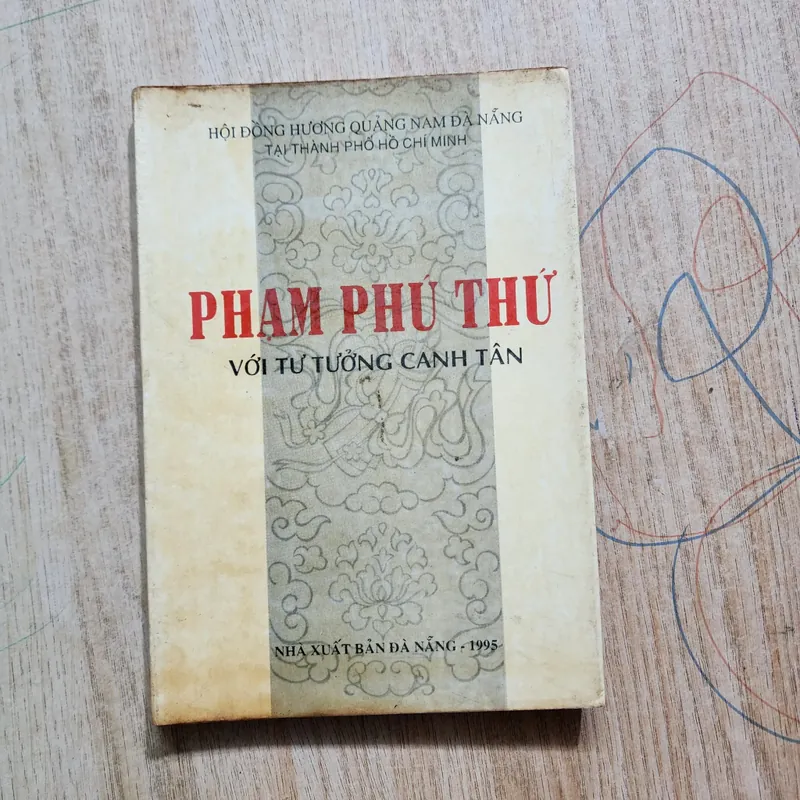 HỘI ĐỒNG HƯƠNG QUẢNG NAM ĐÀ NẴNG
TẠI THÀNH PHỐ HỒ CHÍ MINH
PHẠM PHÚ THỨ
VỚI TƯ TƯỞNG CANH TÂN
NHÀ XUẤT BẢN ĐÀ NẴNG - 1995